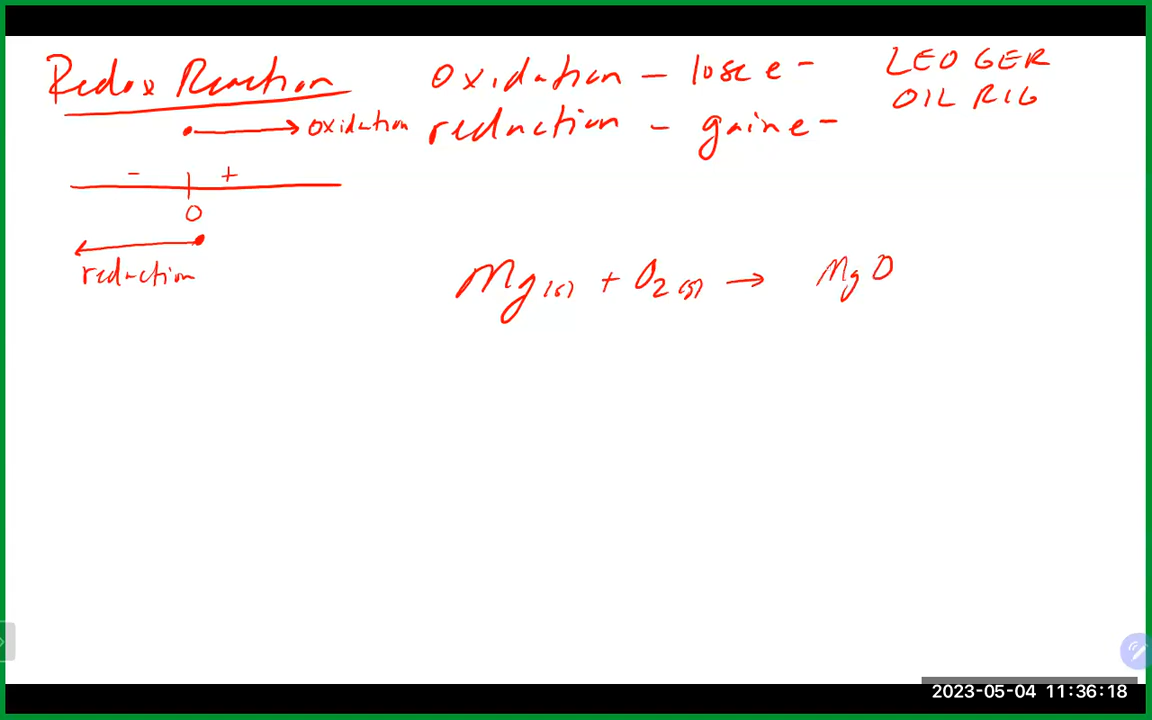 Redox Reaction
oxidation - lose e-
LEO GER
reduction - gain e-
OIL RIG
oxidation
- +
0
reduction
Mg(s) + O2(g) → MgO
2023-05-04 11:36:18